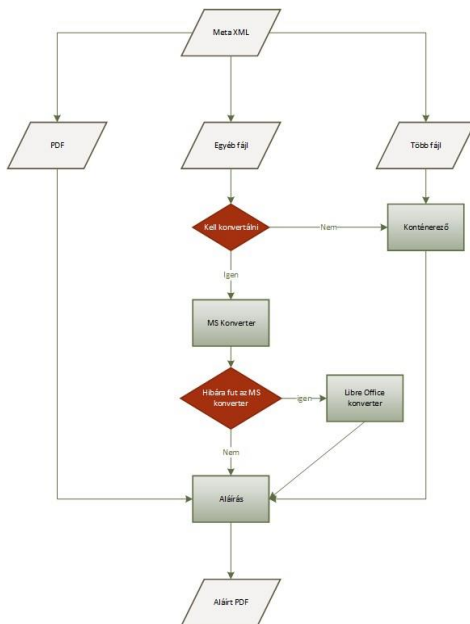 Meta XML
PDF
Egyéb fájl
Több fájl
Kell konvertálni
Nem
Konténerező
Igen
MS Konverter
Hibára fut az MS
konverter
igen
Libre Office
konverter
Nem
Aláírás
Aláírt PDF